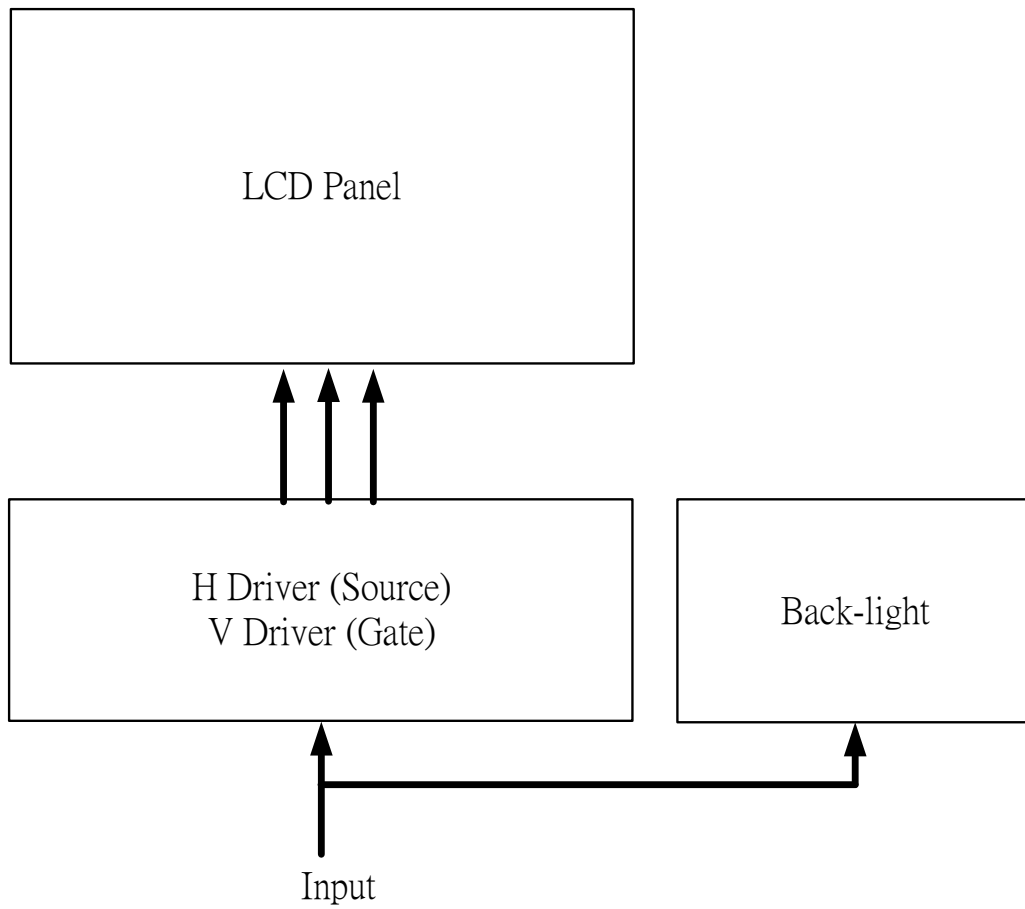 LCD Panel
H Driver (Source)
V Driver (Gate)
Back-light
Input